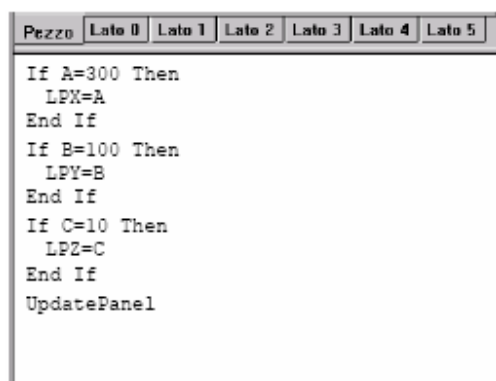 Pezzo Lato 0 Lato 1 Lato 2 Lato 3 Lato 4 Lato 5
If A=300 Then
LPX=A
End If
If B=100 Then
LPY=B
End If
If C=10 Then
LPZ=C
End If
UpdatePanel